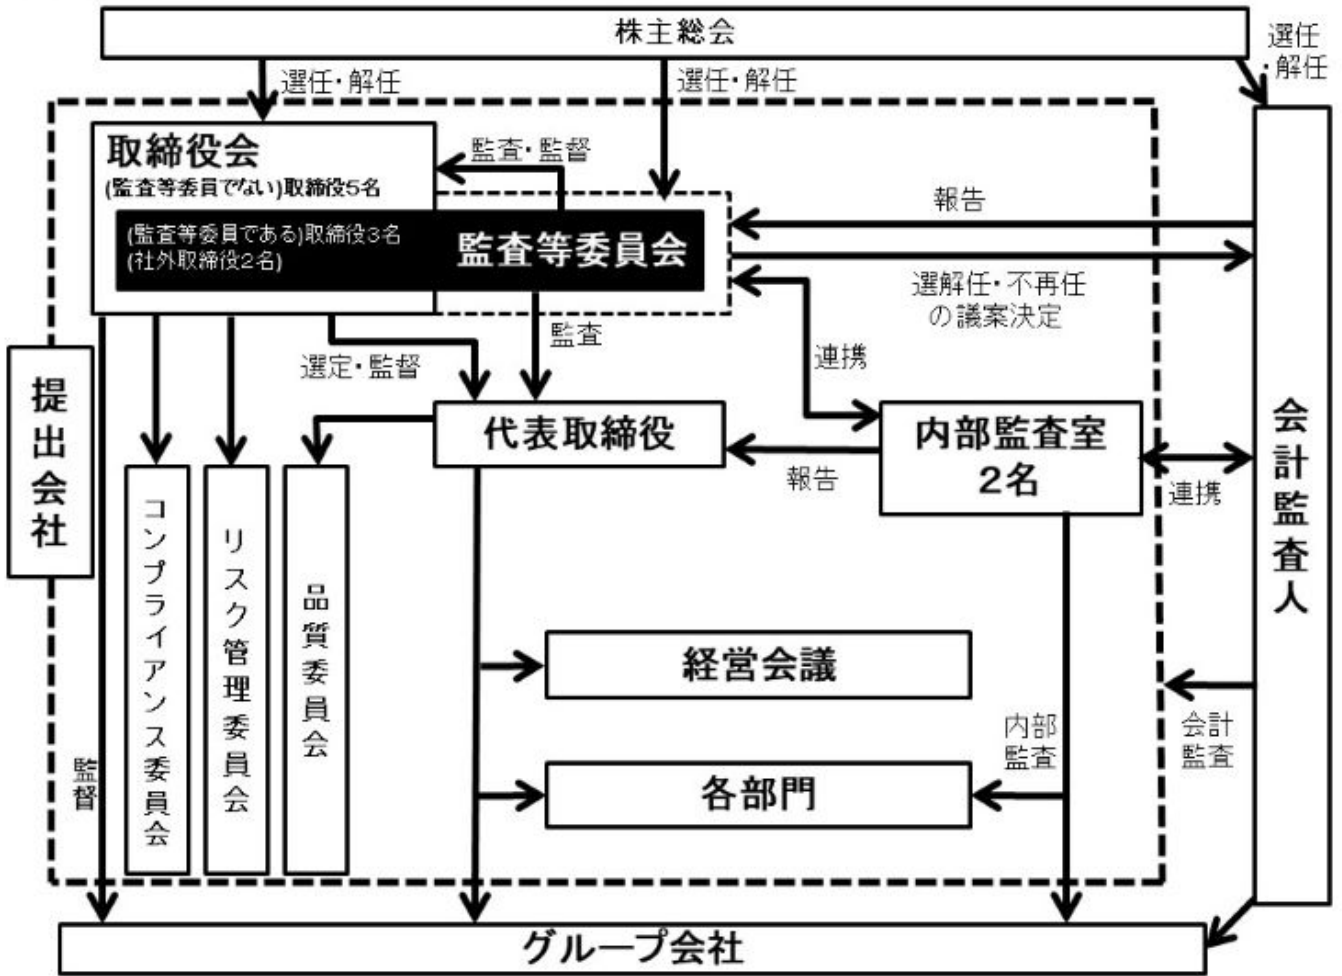 株主総会
選任・解任
選任・解任
選任
・解任
取締役会
(監査等委員でない)取締役5名
監査・監督
(監査等委員である)取締役3名
(社外取締役2名)
監査等委員会
報告
選解任・不再任
の議案決定
監査
選定・監督
連携
提出会社
代表取締役
報告
内部監査室
2名
連携
会計監査人
コンプライアンス委員会
リスク管理委員会
品質委員会
経営会議
内部
監査
会計
監査
各部門
監督
グループ会社